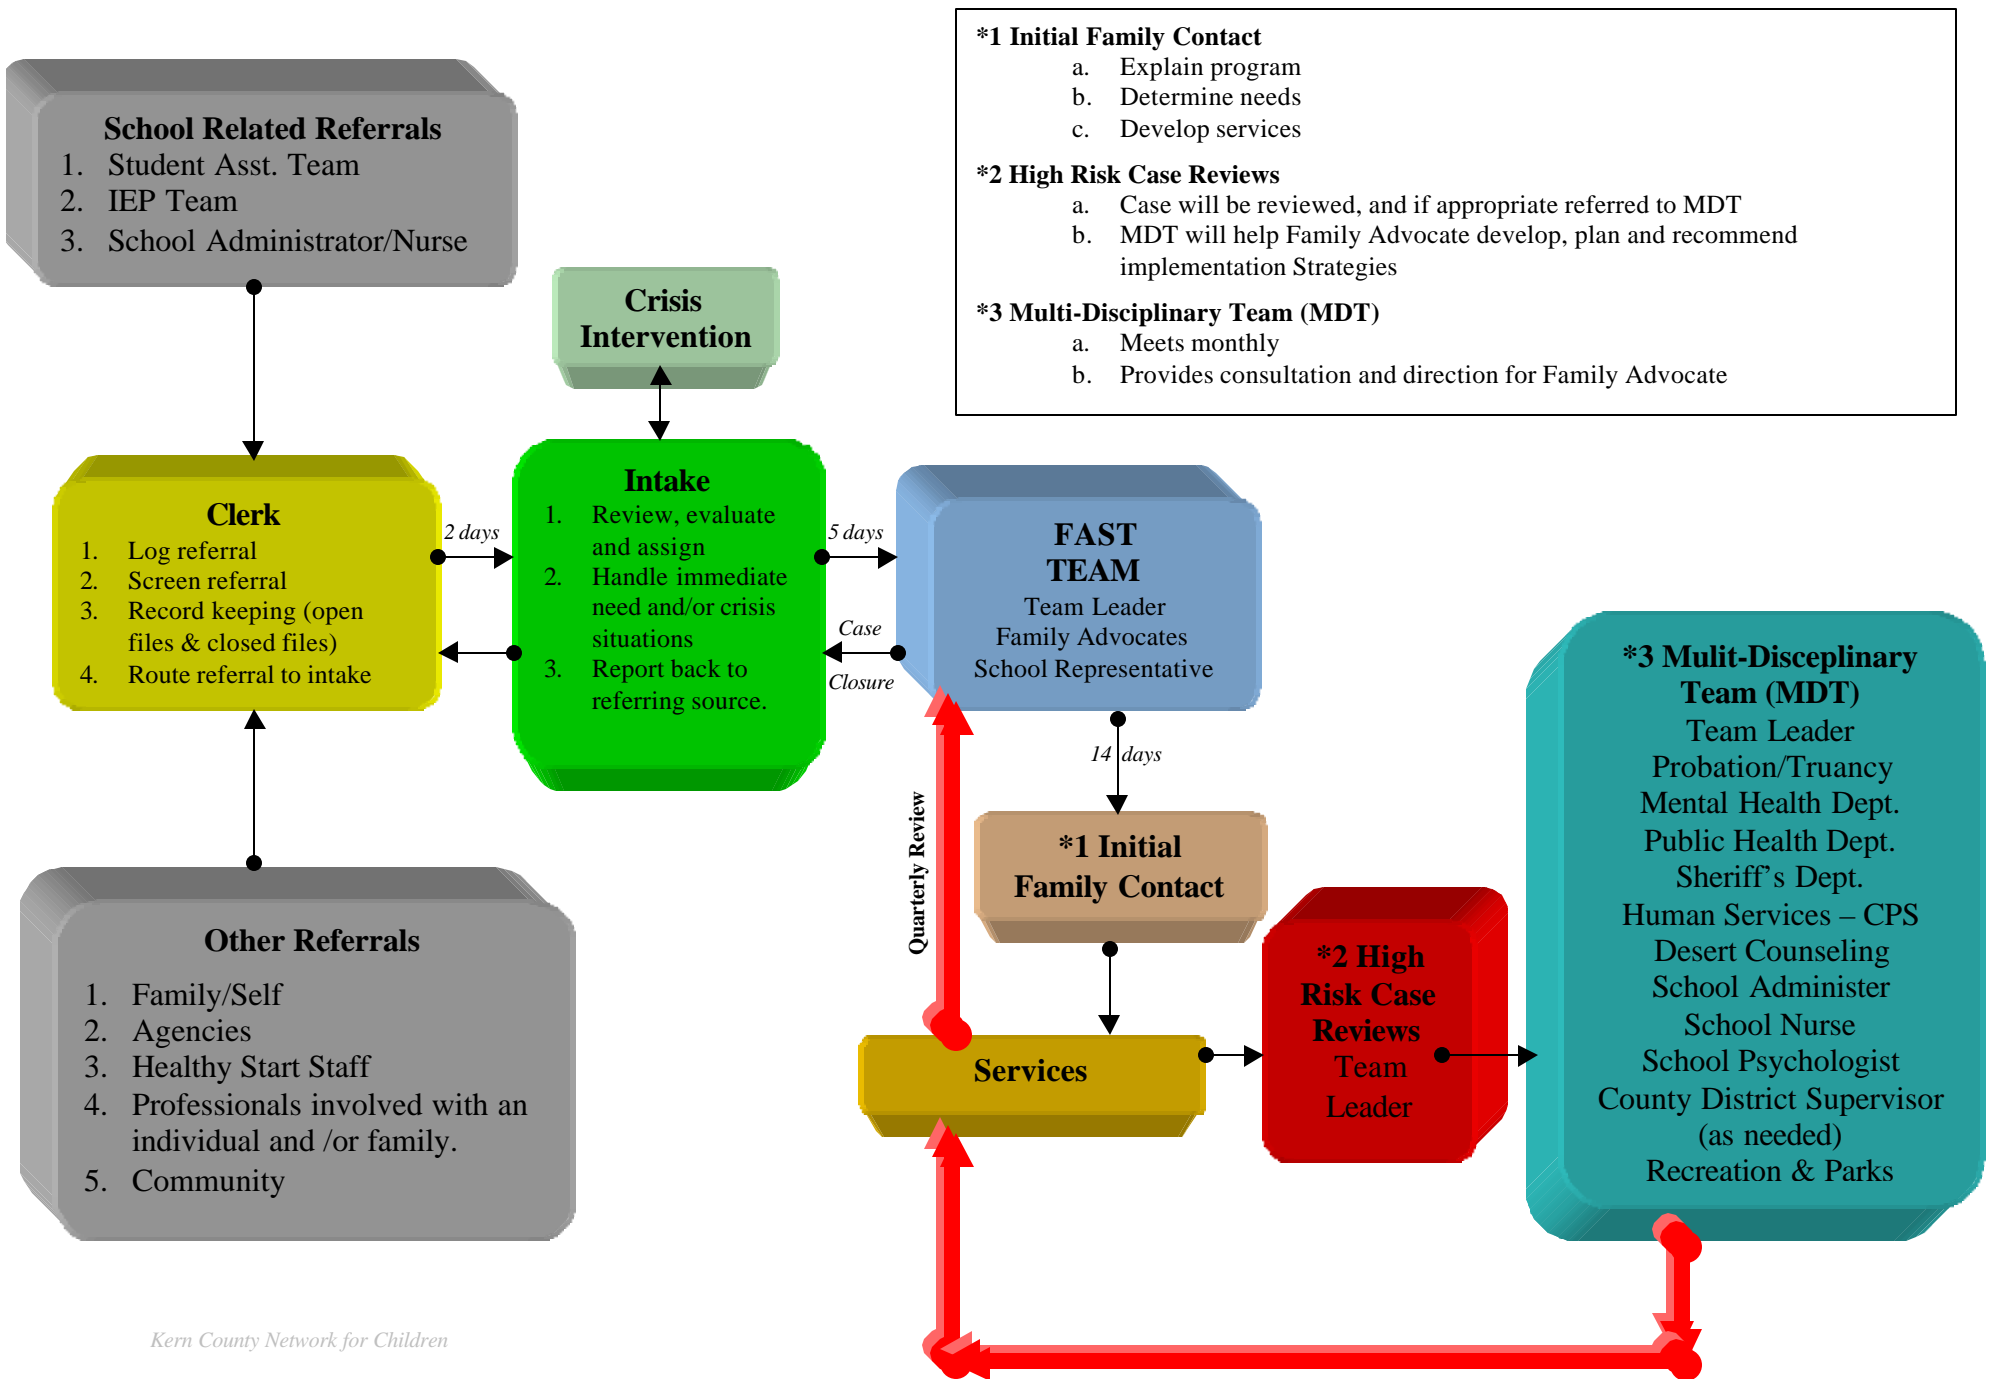 *1 Initial Family Contact
a. Explain program
b. Determine needs
c. Develop services
*2 High Risk Case Reviews
a. Case will be reviewed, and if appropriate referred to MDT
b. MDT will help Family Advocate develop, plan and recommend
implementation Strategies
*3 Multi-Disciplinary Team (MDT)
a. Meets monthly
b. Provides consultation and direction for Family Advocate
School Related Referrals
1. Student Asst. Team
2. IEP Team
3. School Administrator/Nurse
Crisis
Intervention
Clerk
1. Log referral
2. Screen referral
3. Record keeping (open
files & closed files)
4. Route referral to intake
2 days
Intake
1. Review, evaluate
and assign
2. Handle immediate
need and/or crisis
situations
3. Report back to
referring source.
5 days
Case
Closure
FAST
TEAM
Team Leader
Family Advocates
School Representative
14 days
Quarterly Review
*1 Initial
Family Contact
Services
*2 High
Risk Case
Reviews
Team
Leader
*3 Mulit-Disceplinary
Team (MDT)
Team Leader
Probation/Truancy
Mental Health Dept.
Public Health Dept.
Sheriff’s Dept.
Human Services – CPS
Desert Counseling
School Administer
School Nurse
School Psychologist
County District Supervisor
(as needed)
Recreation & Parks
Other Referrals
1. Family/Self
2. Agencies
3. Healthy Start Staff
4. Professionals involved with an
individual and /or family.
5. Community
Kern County Network for Children